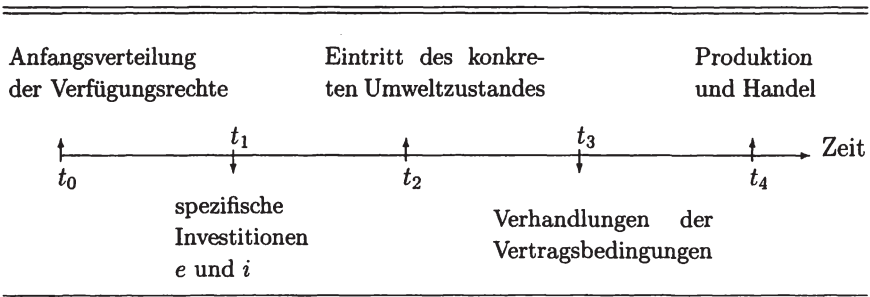 Anfangsverteilung
der Verfügungsrechte
Eintritt des konkre-
ten Umweltzustandes
Produktion
und Handel
t₁
t₃
Zeit
t₀
t₂
t₄
spezifische
Investitionen
e und i
Verhandlungen der
Vertragsbedingungen